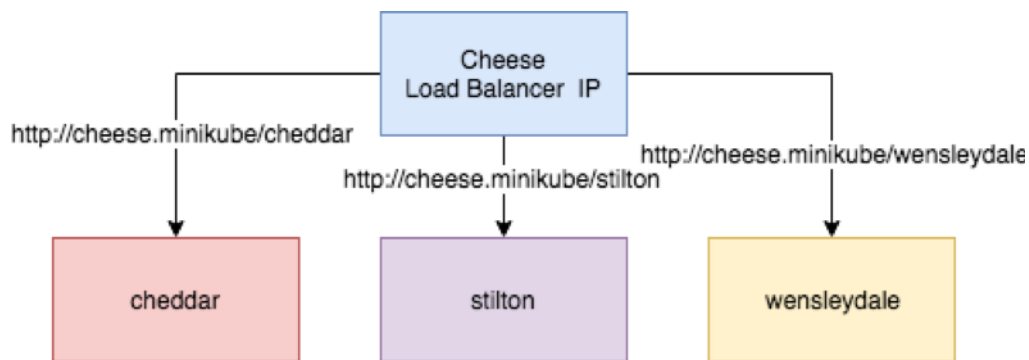 Cheese
Load Balancer IP
http://cheese.minikube/cheddar
http://cheese.minikube/wensleydale
http://cheese.minikube/stilton
cheddar
stilton
wensleydale